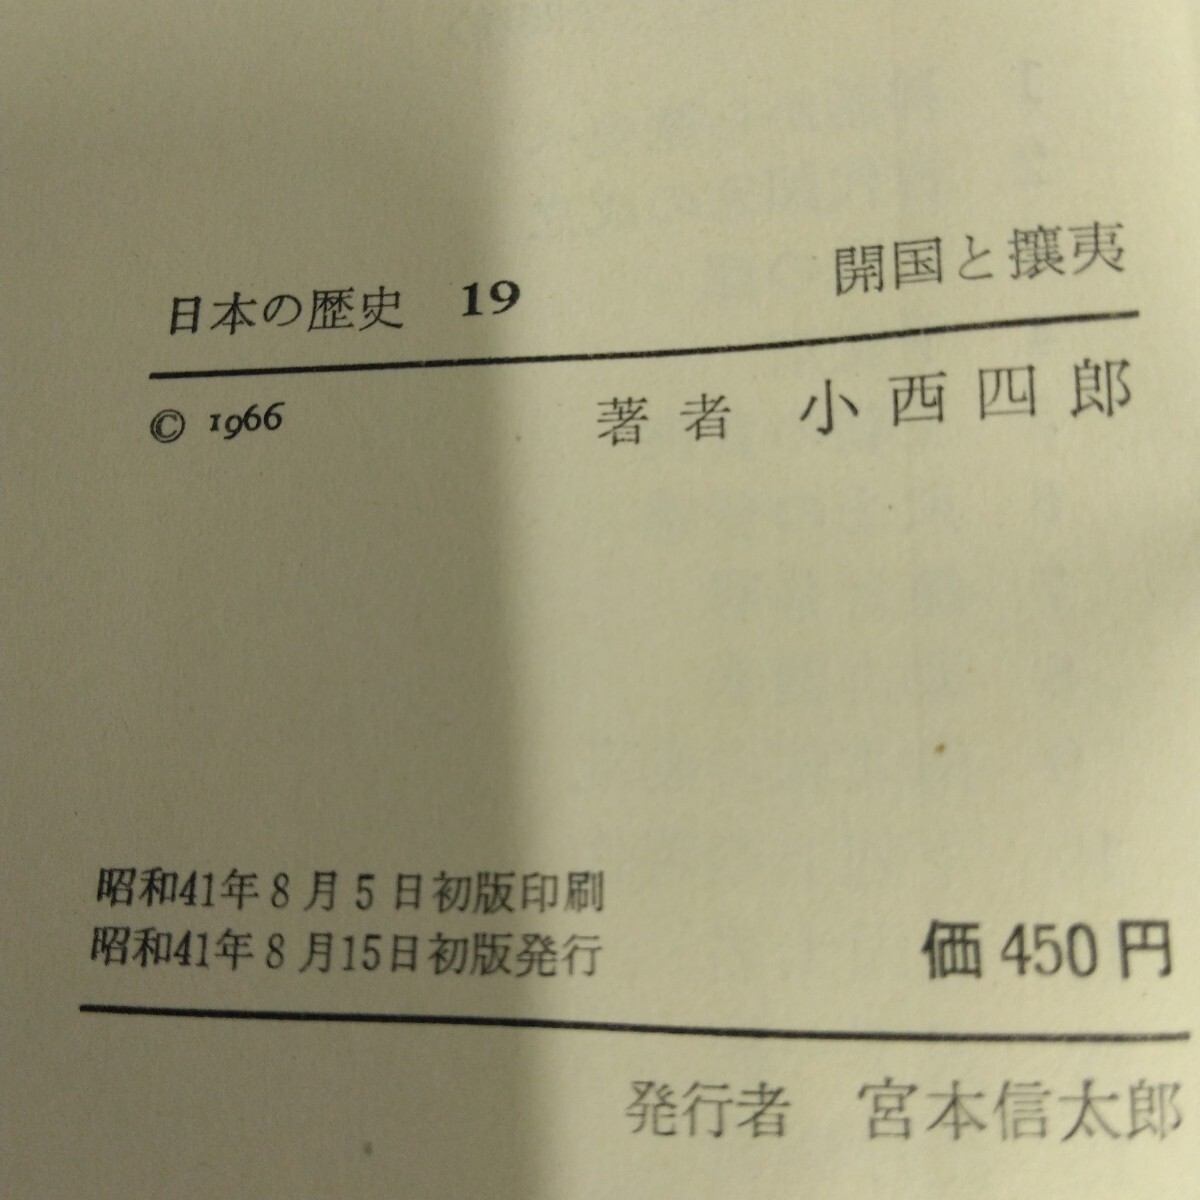 日本の歴史 19 開国と攘夷
© 1966 著者 小西四郎
昭和41年8月5日初版印刷
昭和41年8月15日初版発行
価450円
発行者 宮本信太郎